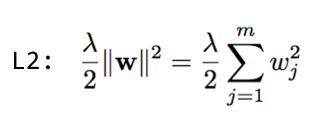 L2: λ/2 ‖w‖² = λ/2 ∑_{j=1}^{m} w_j²